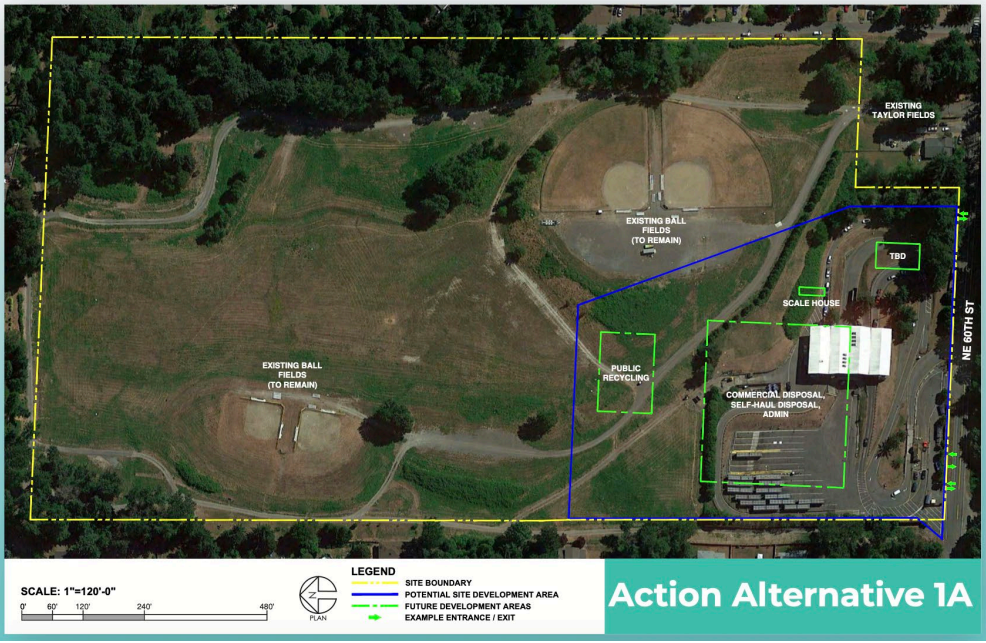 EXISTING
TAYLOR FIELDS
EXISTING BALL
FIELDS
(TO REMAIN)
TBD
SCALE HOUSE
NE 60TH ST
EXISTING BALL
FIELDS
(TO REMAIN)
PUBLIC
RECYCLING
COMMERCIAL DISPOSAL,
SELF-HAUL DISPOSAL,
ADMIN
SCALE: 1"=120'-0"
0' 60' 120' 240' 480'
N
PLAN
LEGEND
SITE BOUNDARY
POTENTIAL SITE DEVELOPMENT AREA
FUTURE DEVELOPMENT AREAS
EXAMPLE ENTRANCE / EXIT
Action Alternative 1A